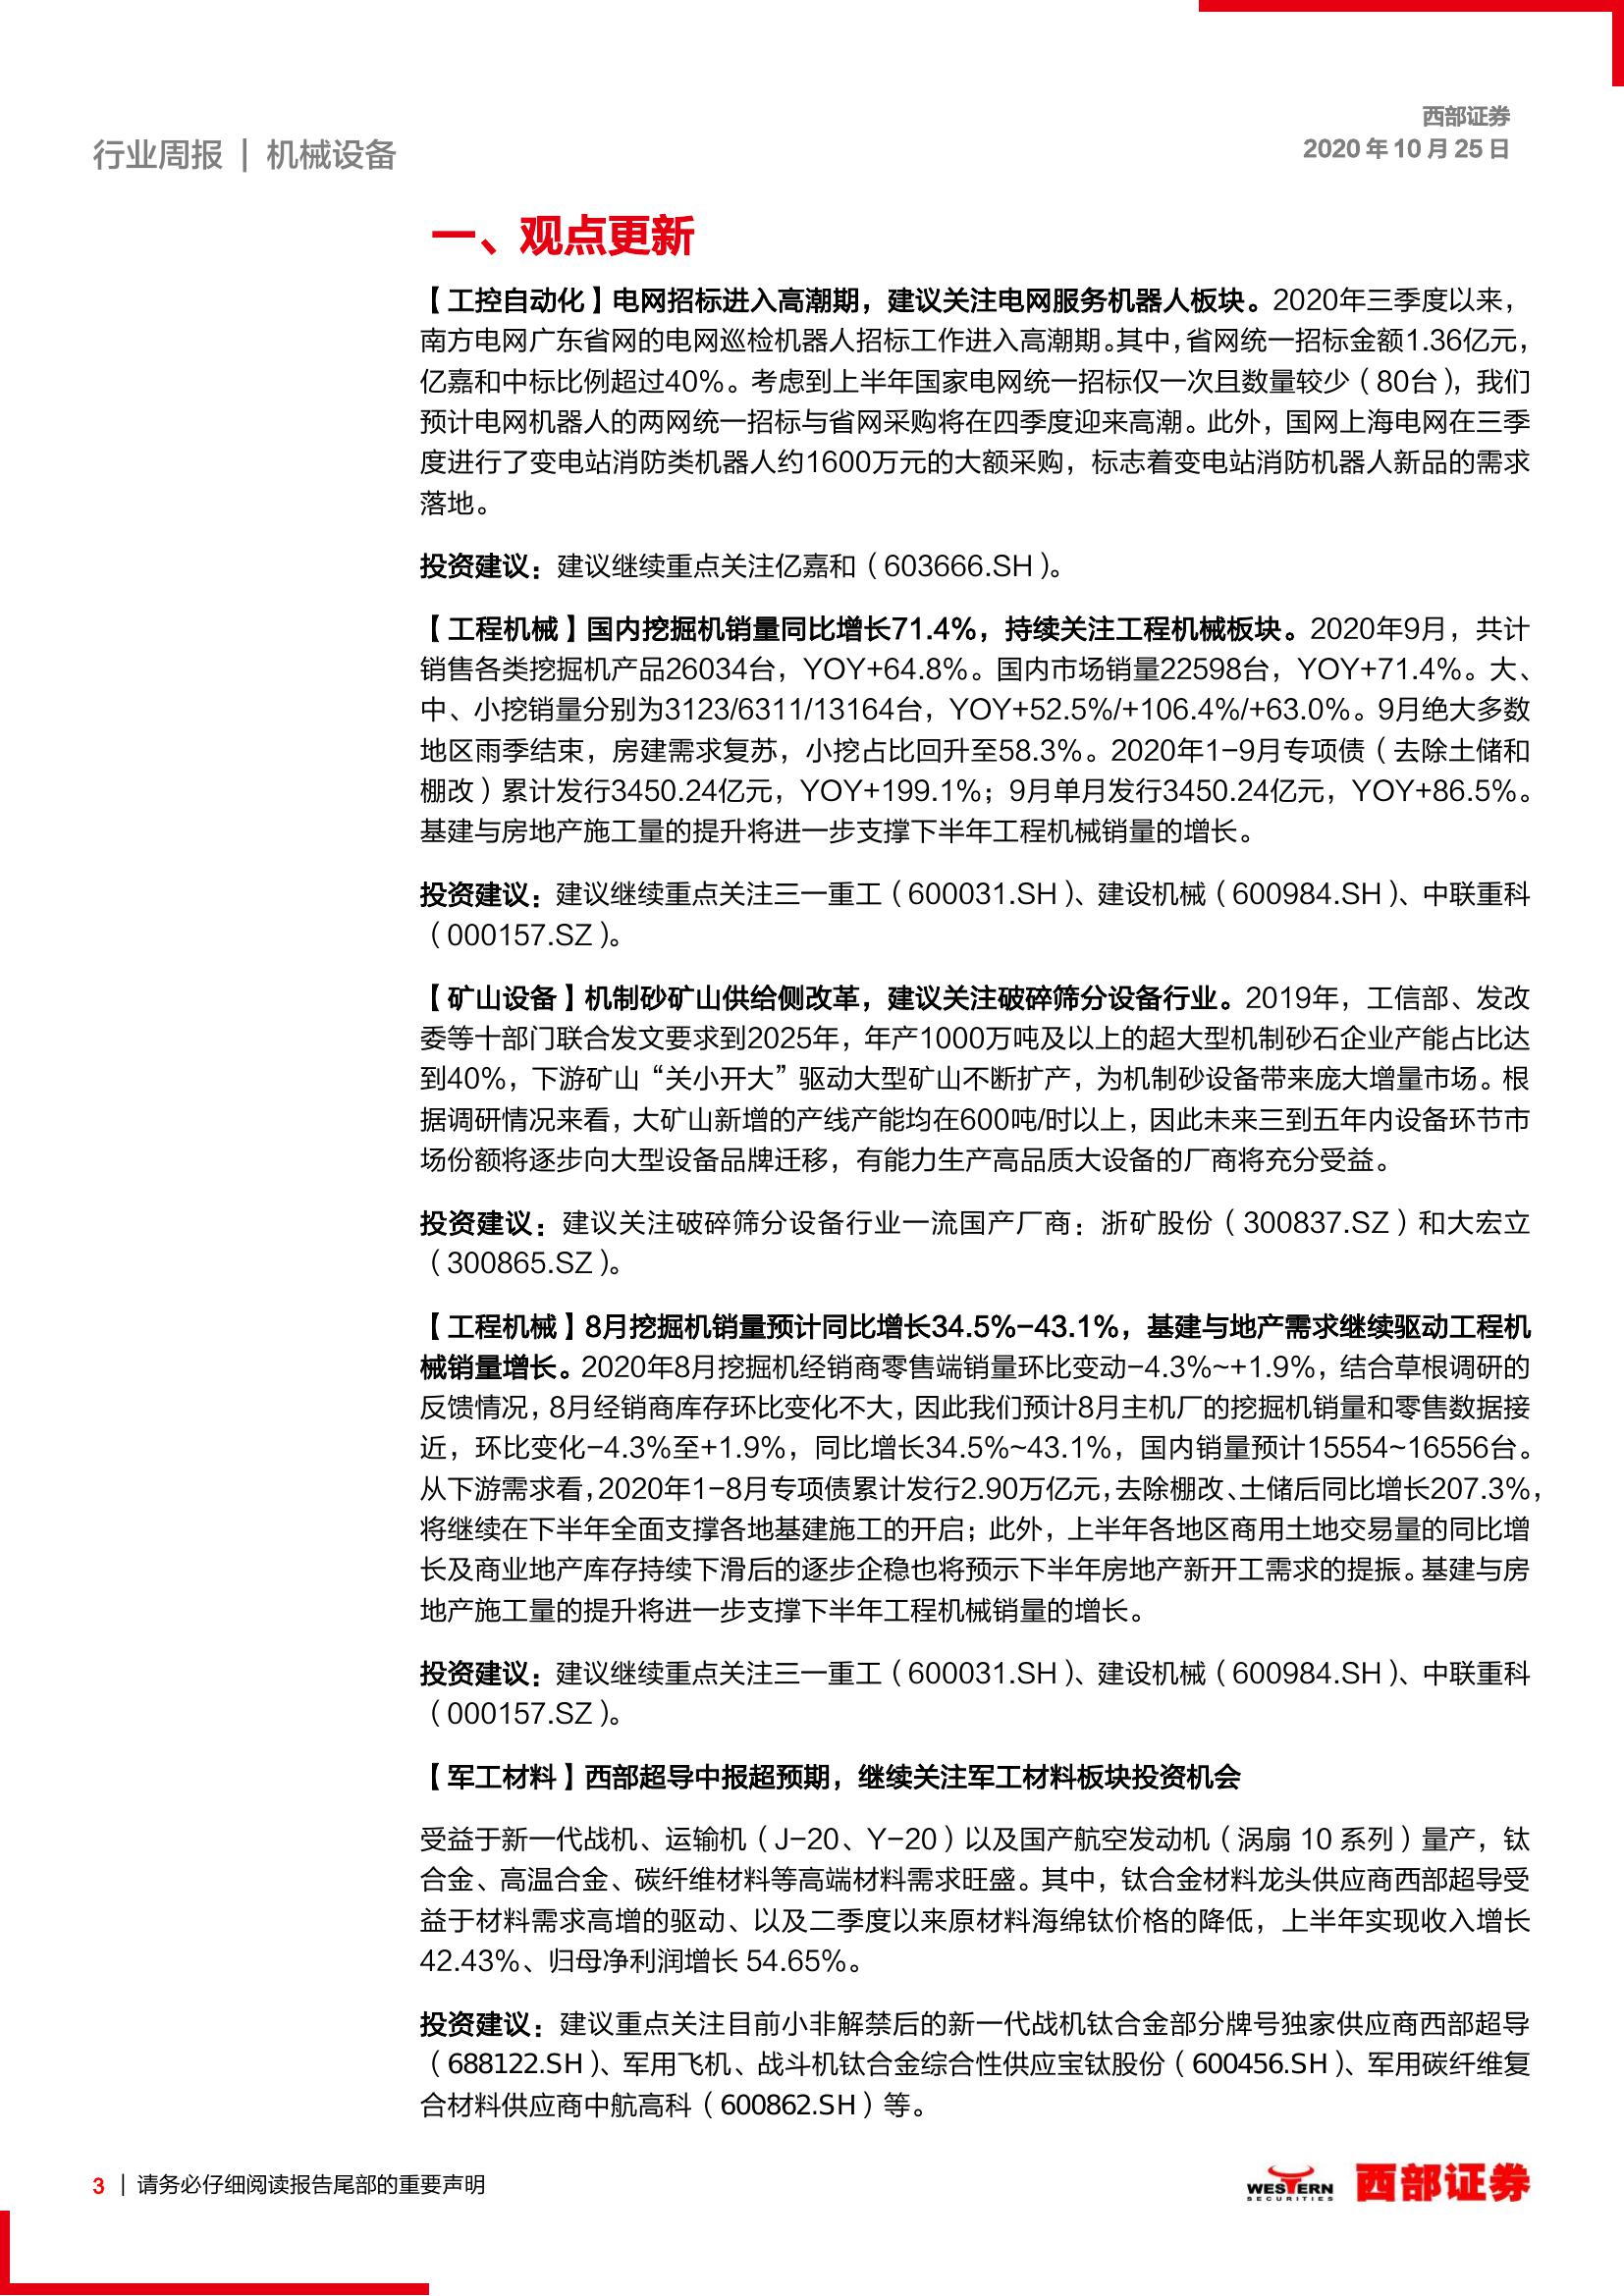 西部证券
行业周报 | 机械设备
2020 年 10 月 25 日
一、观点更新
【工控自动化】电网招标进入高潮期，建议关注电网服务机器人板块。2020年三季度以来，
南方电网广东省网的电网巡检机器人招标工作进入高潮期。其中，省网统一招标金额1.36亿元，
亿嘉和中标比例超过40%。考虑到上半年国家电网统一招标仅一次且数量较少（80台），我们
预计电网机器人的两网统一招标与省网采购将在四季度迎来高潮。此外，国网上海电网在三季
度进行了变电站消防类机器人约1600万元的大额采购，标志着变电站消防机器人新品的需求
落地。
投资建议：建议继续重点关注亿嘉和（603666.SH）。
【工程机械】国内挖掘机销量同比增长71.4%，持续关注工程机械板块。2020年9月，共计
销售各类挖掘机产品26034台，YOY+64.8%。国内市场销量22598台，YOY+71.4%。大、
中、小挖销量分别为3123/6311/13164台，YOY+52.5%/+106.4%/+63.0%。9月绝大多数
地区雨季结束，房建需求复苏，小挖占比回升至58.3%。2020年1-9月专项债（去除土储和
棚改）累计发行3450.24亿元，YOY+199.1%；9月单月发行3450.24亿元，YOY+86.5%。
基建与房地产施工量的提升将进一步支撑下半年工程机械销量的增长。
投资建议：建议继续重点关注三一重工（600031.SH）、建设机械（600984.SH）、中联重科
（000157.SZ）。
【矿山设备】机制砂矿山供给侧改革，建议关注破碎筛分设备行业。2019年，工信部、发改
委等十部门联合发文要求到2025年，年产1000万吨及以上的超大型机制砂石企业产能占比达
到40%，下游矿山“关小开大”驱动大型矿山不断扩产，为机制砂设备带来庞大增量市场。根
据调研情况来看，大矿山新增的产线产能均在600吨/时以上，因此未来三到五年内设备环节市
场份额将逐步向大型设备品牌迁移，有能力生产高品质大设备的厂商将充分受益。
投资建议：建议关注破碎筛分设备行业一流国产厂商：浙矿股份（300837.SZ）和大宏立
（300865.SZ）。
【工程机械】8月挖掘机销量预计同比增长34.5%-43.1%，基建与地产需求继续驱动工程机
械销量增长。2020年8月挖掘机经销商零售端销量环比变动-4.3%~+1.9%，结合草根调研的
反馈情况，8月经销商库存环比变化不大，因此我们预计8月主机厂的挖掘机销量和零售数据接
近，环比变化-4.3%至+1.9%，同比增长34.5%~43.1%，国内销量预计15554~16556台。
从下游需求看，2020年1-8月专项债累计发行2.90万亿元，去除棚改、土储后同比增长207.3%，
将继续在下半年全面支撑各地基建施工的开启；此外，上半年各地区商用土地交易量的同比增
长及商业地产库存持续下滑后的逐步企稳也将预示下半年房地产新开工需求的提振。基建与房
地产施工量的提升将进一步支撑下半年工程机械销量的增长。
投资建议：建议继续重点关注三一重工（600031.SH）、建设机械（600984.SH）、中联重科
（000157.SZ）。
【军工材料】西部超导中报超预期，继续关注军工材料板块投资机会
受益于新一代战机、运输机（J-20、Y-20）以及国产航空发动机（涡扇 10 系列）量产，钛
合金、高温合金、碳纤维材料等高端材料需求旺盛。其中，钛合金材料龙头供应商西部超导受
益于材料需求高增的驱动、以及二季度以来原材料海绵钛价格的降低，上半年实现收入增长
42.43%、归母净利润增长 54.65%。
投资建议：建议重点关注目前小非解禁后的新一代战机钛合金部分牌号独家供应商西部超导
（688122.SH）、军用飞机、战斗机钛合金综合性供应宝钛股份（600456.SH）、军用碳纤维复
合材料供应商中航高科（600862.SH）等。
3 | 请务必仔细阅读报告尾部的重要声明
WESTERN
SECURITIES
西部证券